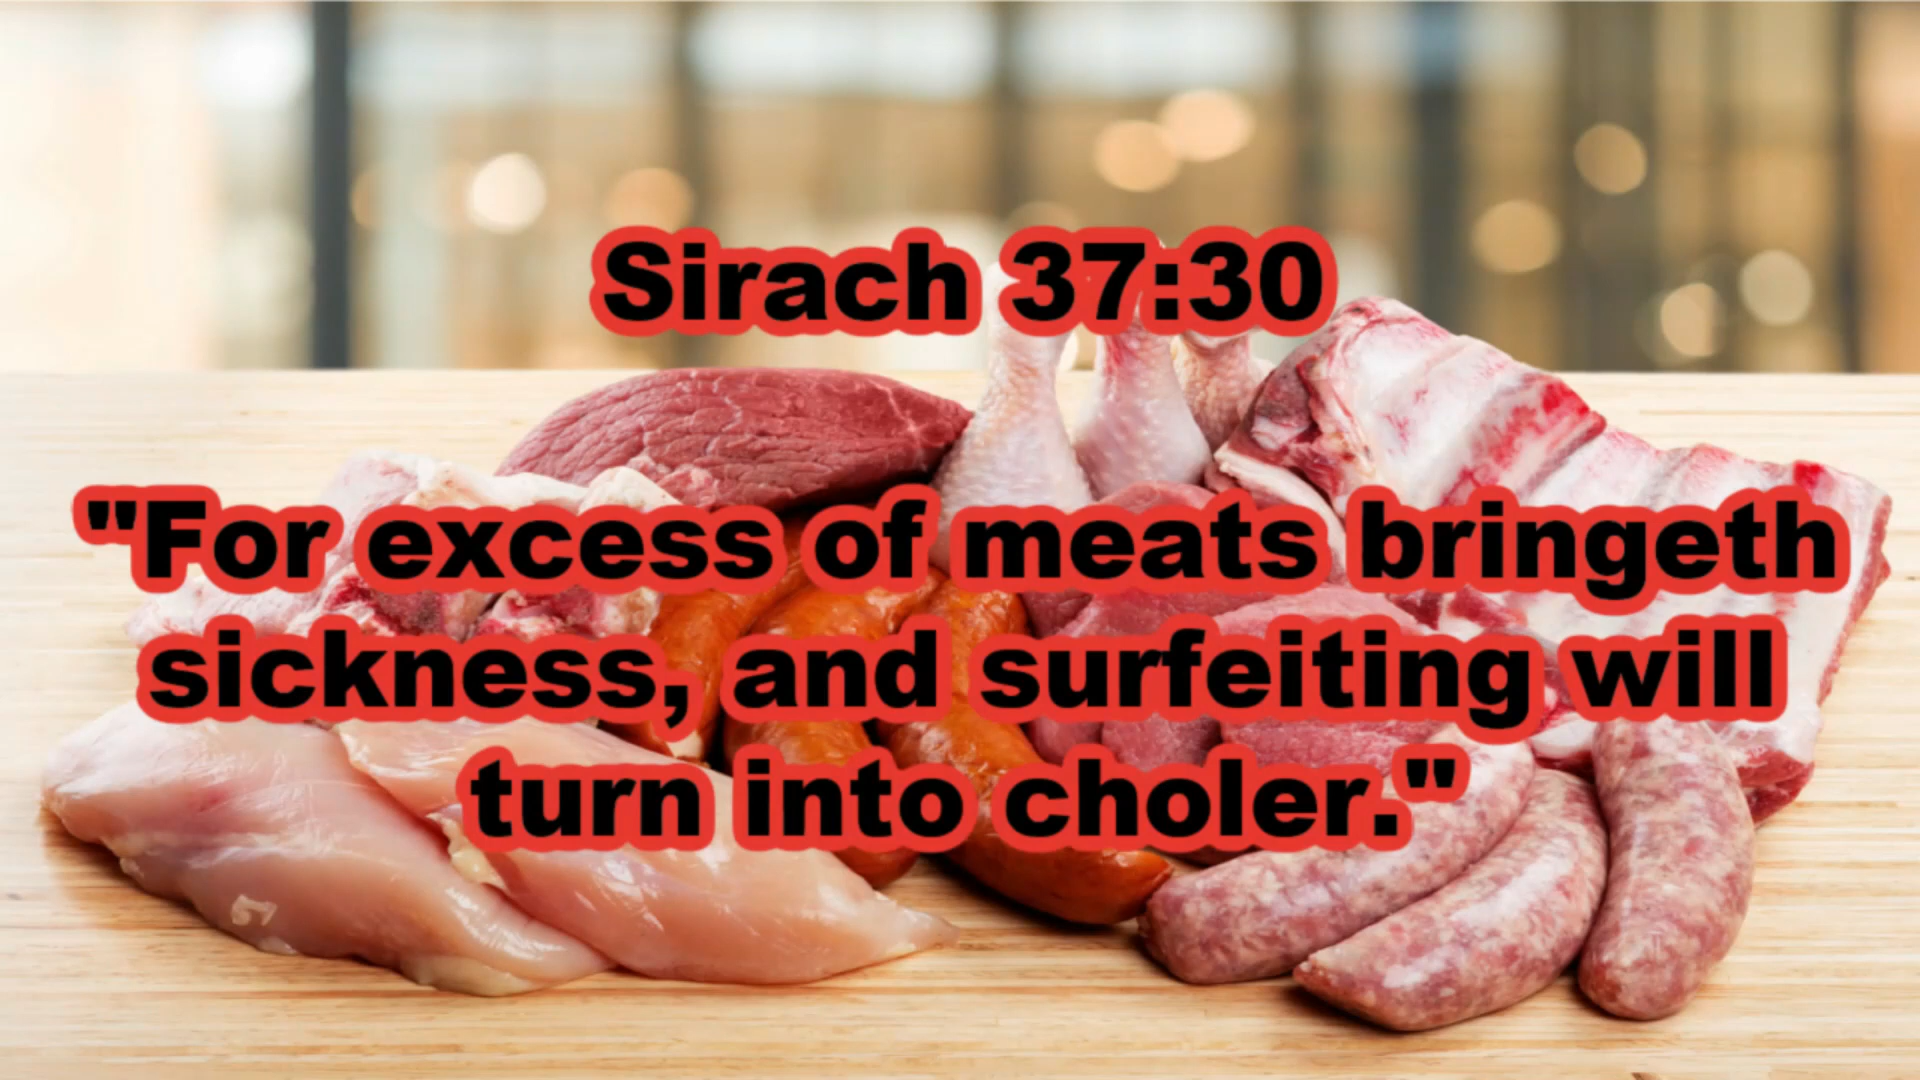 Sirach 37:30
"For excess of meats bringeth
sickness, and surfeiting will
turn into choler."